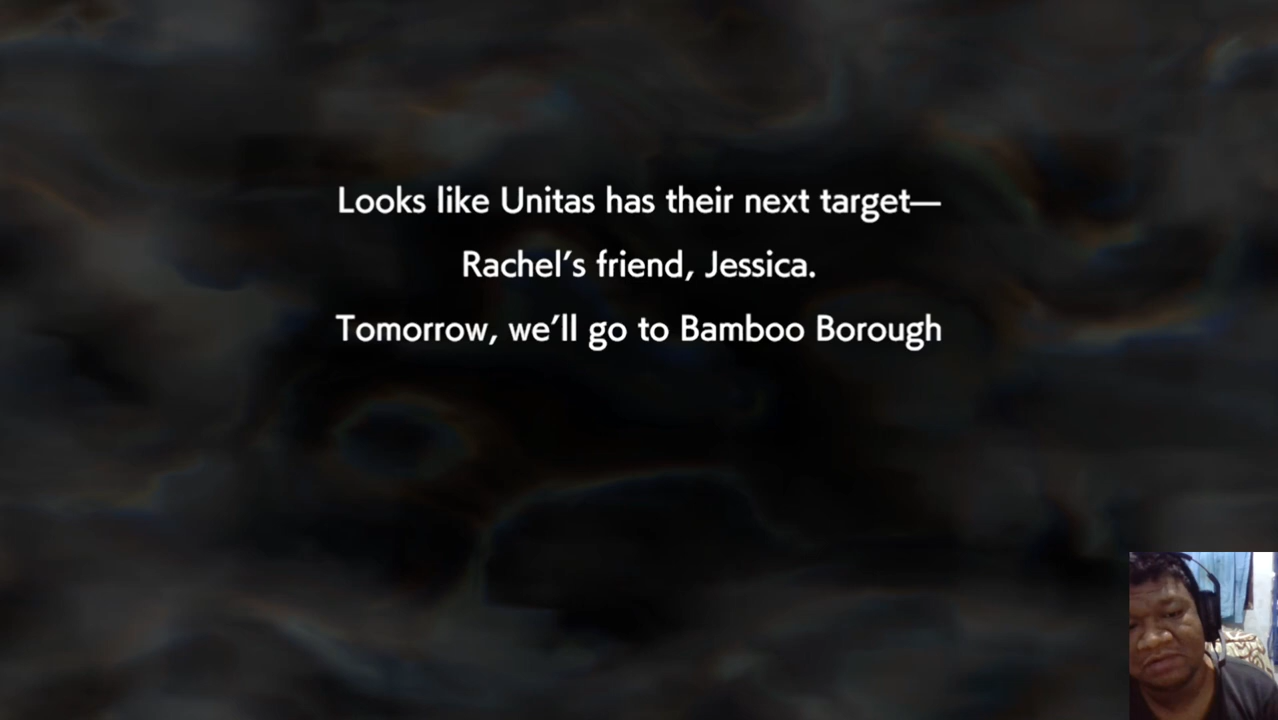 Looks like Unitas has their next target—
Rachel’s friend, Jessica.
Tomorrow, we’ll go to Bamboo Borough